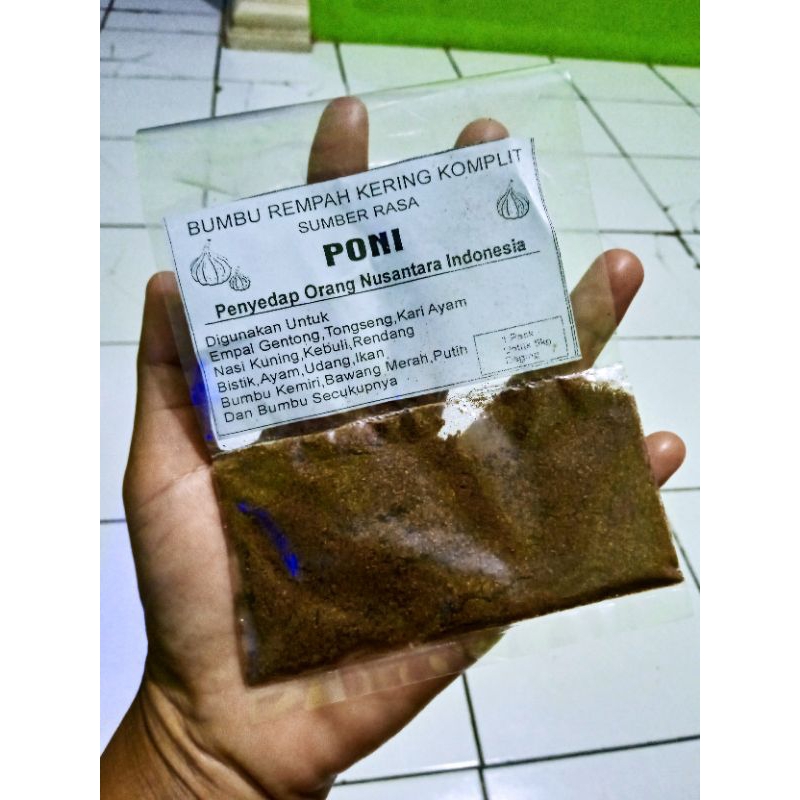 BUMBU REMPAH KERING KOMPLIT
SUMBER RASA
PONI
Penyedap Orang Nusantara Indonesia
Digunakan Untuk
Empal Gentong,Tongseng,Kari Ayam
Nasi Kuning,Kebuli,Rendang
Bistik,Ayam,Udang,Ikan
Bumbu Kemiri,Bawang Merah,Putih
Dan Bumbu Secukupnya
1 Pack
Daging